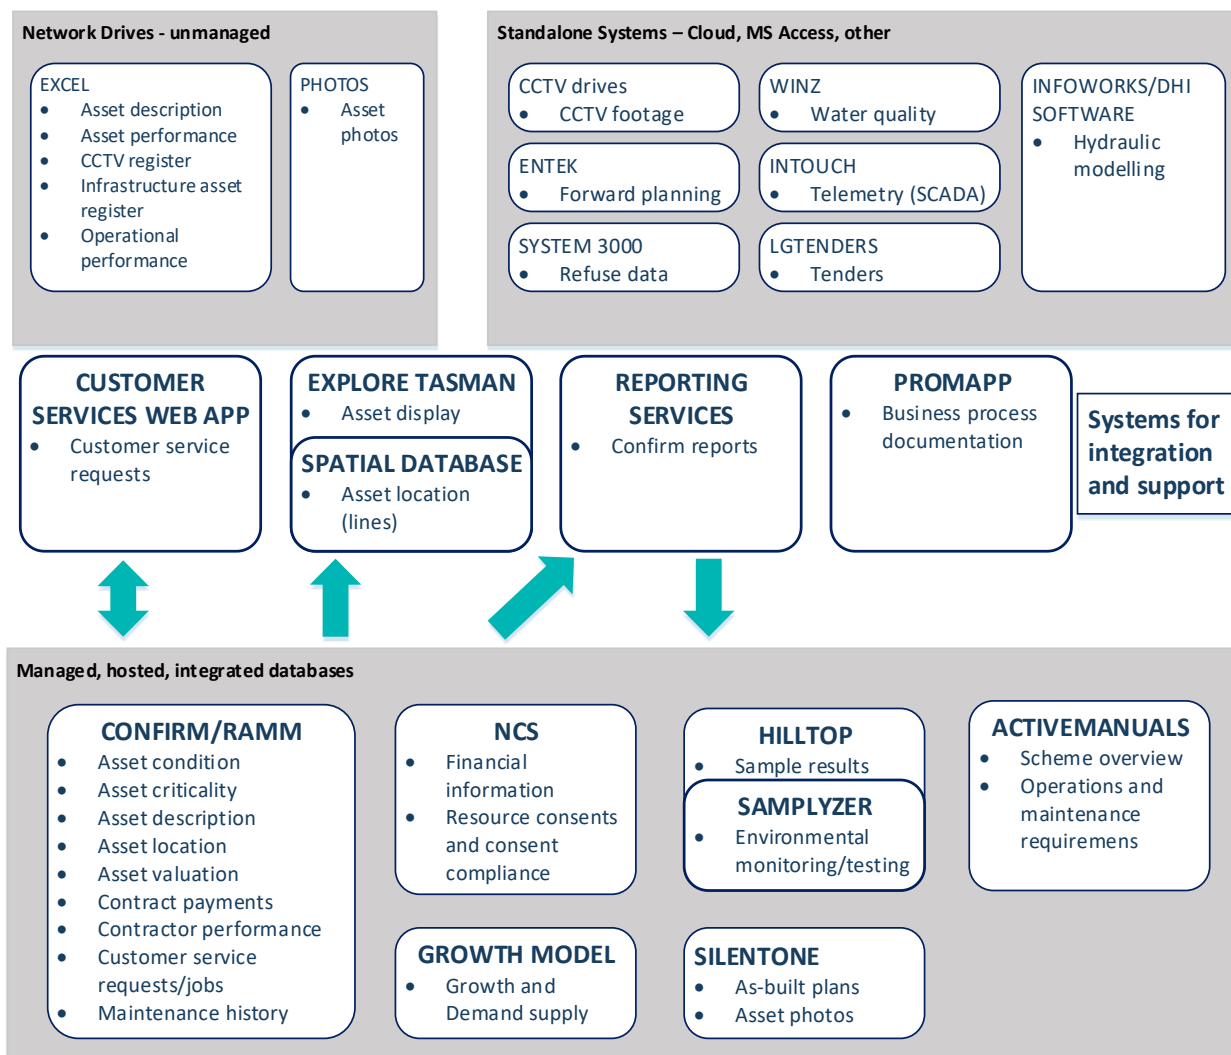 Network Drives - unmanaged
EXCEL
• Asset description
• Asset performance
• CCTV register
• Infrastructure asset
register
• Operational
performance
PHOTOS
• Asset
photos
Standalone Systems – Cloud, MS Access, other
CCTV drives
• CCTV footage
WINZ
• Water quality
INFOWORKS/DHI
SOFTWARE
• Hydraulic
modelling
ENTEK
• Forward planning
INTOUCH
• Telemetry (SCADA)
SYSTEM 3000
• Refuse data
LGTENDERS
• Tenders
CUSTOMER
SERVICES WEB APP
• Customer service
requests
EXPLORE TASMAN
• Asset display
SPATIAL DATABASE
• Asset location
(lines)
REPORTING
SERVICES
• Confirm reports
PROMAPP
• Business process
documentation
Systems for
integration
and support
Managed, hosted, integrated databases
CONFIRM/RAMM
• Asset condition
• Asset criticality
• Asset description
• Asset location
• Asset valuation
• Contract payments
• Contractor performance
• Customer service
requests/jobs
• Maintenance history
NCS
• Financial
information
• Resource consents
and consent
compliance
HILLTOP
• Sample results
SAMPLYZER
• Environmental
monitoring/testing
ACTIVEMANUALS
• Scheme overview
• Operations and
maintenance
requiremens
GROWTH MODEL
• Growth and
Demand supply
SILENTONE
• As-built plans
• Asset photos